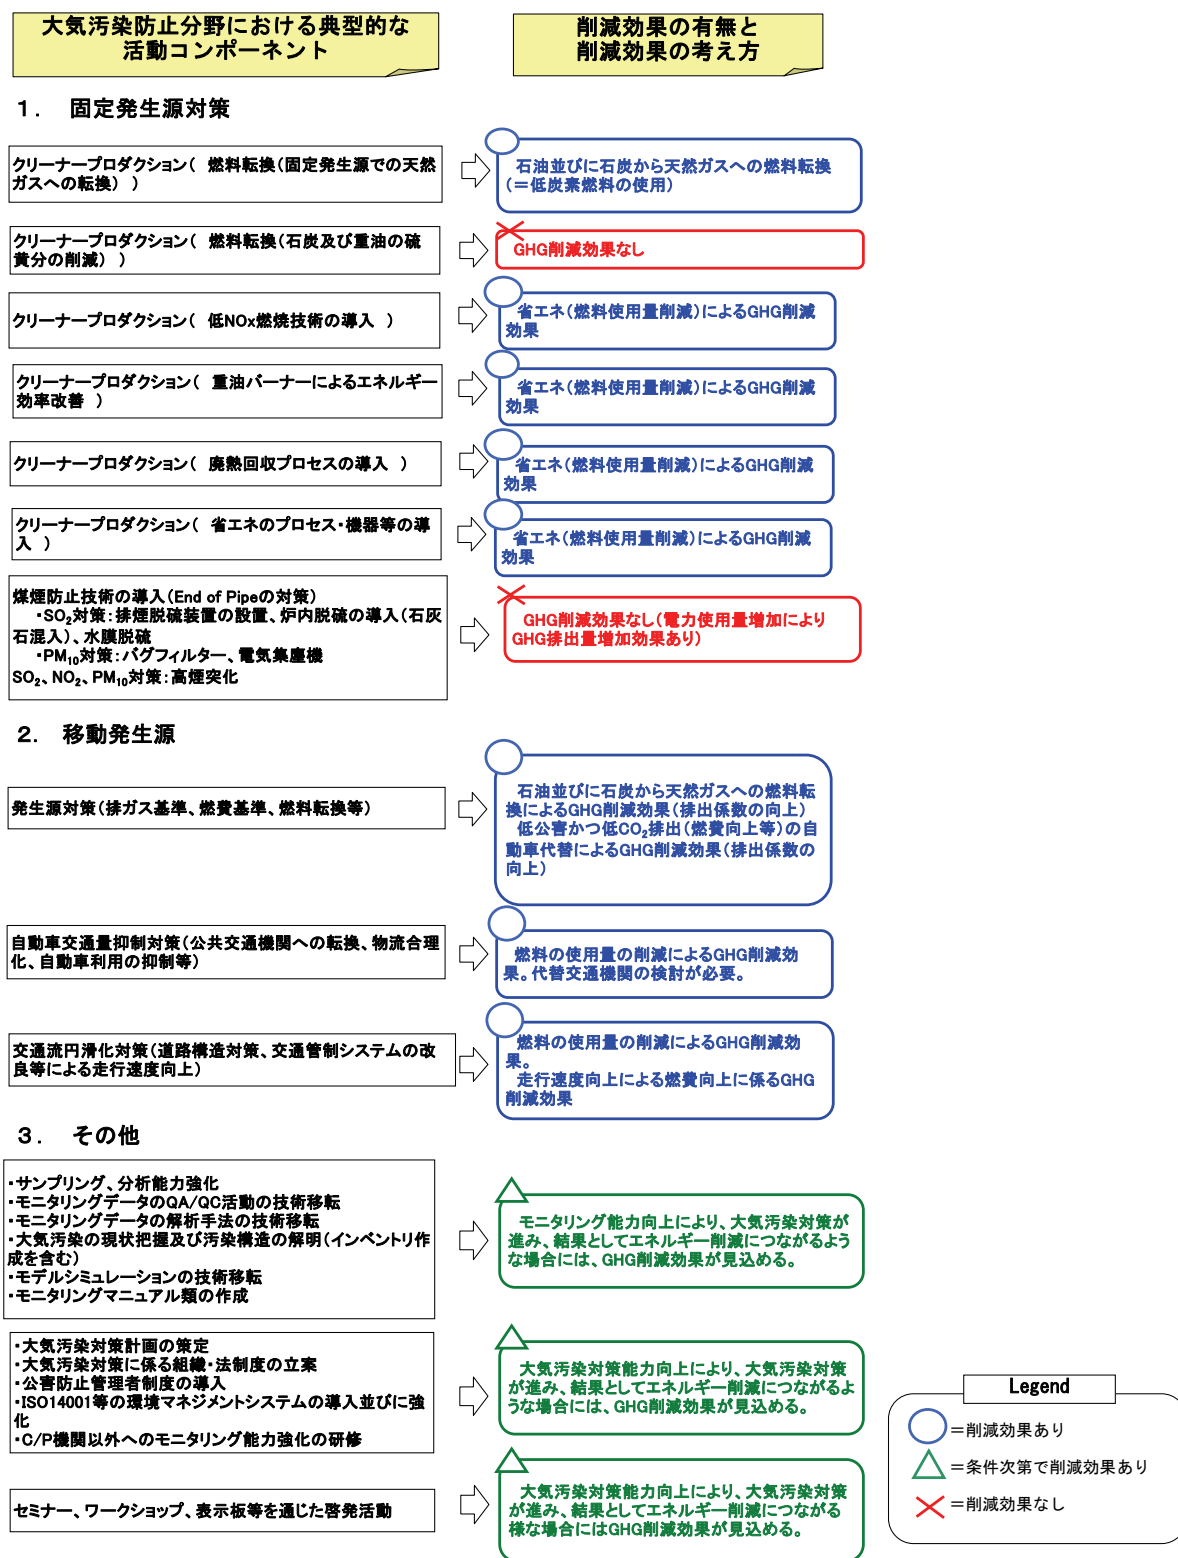 大気汚染防止分野における典型的な
活動コンポーネント
削減効果の有無と
削減効果の考え方
１． 固定発生源対策
クリーナープロダクション（ 燃料転換（固定発生源での天然
ガスへの転換） ）
石油並びに石炭から天然ガスへの燃料転換
（＝低炭素燃料の使用）
クリーナープロダクション（ 燃料転換（石炭及び重油の硫
黄分の削減） ）
GHG削減効果なし
クリーナープロダクション（ 低NOx燃焼技術の導入 ）
省エネ（燃料使用量削減）によるGHG削減
効果
クリーナープロダクション（ 重油バーナーによるエネルギー
効率改善 ）
省エネ（燃料使用量削減）によるGHG削減
効果
クリーナープロダクション（ 廃熱回収プロセスの導入 ）
省エネ（燃料使用量削減）によるGHG削減
効果
クリーナープロダクション（ 省エネのプロセス・機器等の導
入 ）
省エネ（燃料使用量削減）によるGHG削減
効果
煤煙防止技術の導入（End of Pipeの対策）
・SO₂対策：排煙脱硫装置の設置、炉内脱硫の導入（石灰
石混入）、水膜脱硫
・PM₁₀対策：バグフィルター、電気集塵機
SO₂、NO₂、PM₁₀対策：高煙突化
GHG削減効果なし（電力使用量増加により
GHG排出量増加効果あり）
２． 移動発生源
発生源対策（排ガス基準、燃費基準、燃料転換等）
石油並びに石炭から天然ガスへの燃料転
換によるGHG削減効果（排出係数の向上）
低公害かつ低CO₂排出（燃費向上等）の自
動車代替によるGHG削減効果（排出係数の
向上）
自動車交通量抑制対策（公共交通機関への転換、物流合理
化、自動車利用の抑制等）
燃料の使用量の削減によるGHG削減効
果。代替交通機関の検討が必要。
交通流円滑化対策（道路構造対策、交通管制システムの改
良等による走行速度向上）
燃料の使用量の削減によるGHG削減効
果。
走行速度向上による燃費向上に係るGHG
削減効果
３． その他
・サンプリング、分析能力強化
・モニタリングデータのQA/QC活動の技術移転
・モニタリングデータの解析手法の技術移転
・大気汚染の現状把握及び汚染構造の解明（インベントリ作
成を含む）
・モデルシミュレーションの技術移転
・モニタリングマニュアル類の作成
モニタリング能力向上により、大気汚染対策が
進み、結果としてエネルギー削減につながるよう
な場合には、GHG削減効果が見込める。
・大気汚染対策計画の策定
・大気汚染対策に係る組織・法制度の立案
・公害防止管理者制度の導入
・ISO14001等の環境マネジメントシステムの導入並びに強
化
・C/P機関以外へのモニタリング能力強化の研修
大気汚染対策能力向上により、大気汚染対策
が進み、結果としてエネルギー削減につながるよ
うな場合には、GHG削減効果が見込める。
セミナー、ワークショップ、表示板等を通じた啓発活動
大気汚染対策能力向上により、大気汚染対策
が進み、結果としてエネルギー削減につながる
様な場合にはGHG削減効果が見込める。
Legend
＝削減効果あり
＝条件次第で削減効果あり
＝削減効果なし